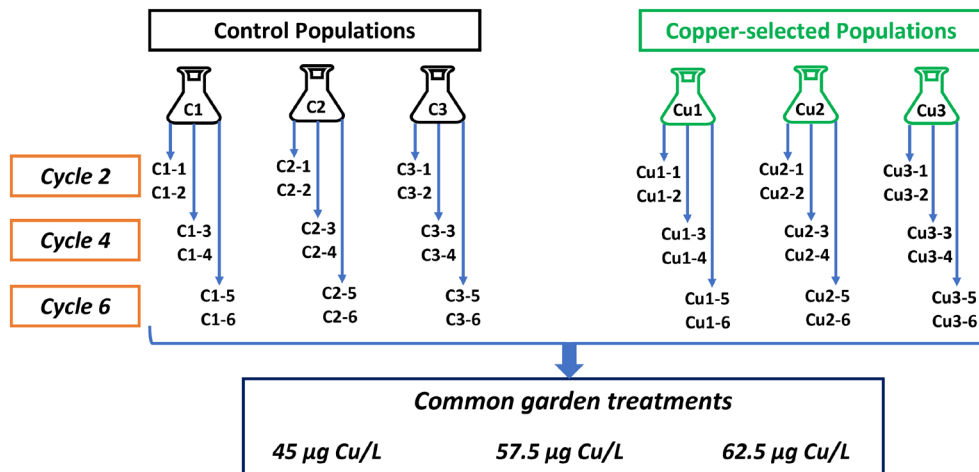 Control Populations
Copper-selected Populations
C1
C2
C3
Cu1
Cu2
Cu3
Cycle 2
C1-1
C1-2
C2-1
C2-2
C3-1
C3-2
Cu1-1
Cu1-2
Cu2-1
Cu2-2
Cu3-1
Cu3-2
Cycle 4
C1-3
C1-4
C2-3
C2-4
C3-3
C3-4
Cu1-3
Cu1-4
Cu2-3
Cu2-4
Cu3-3
Cu3-4
Cycle 6
C1-5
C1-6
C2-5
C2-6
C3-5
C3-6
Cu1-5
Cu1-6
Cu2-5
Cu2-6
Cu3-5
Cu3-6
Common garden treatments
45 µg Cu/L
57.5 µg Cu/L
62.5 µg Cu/L